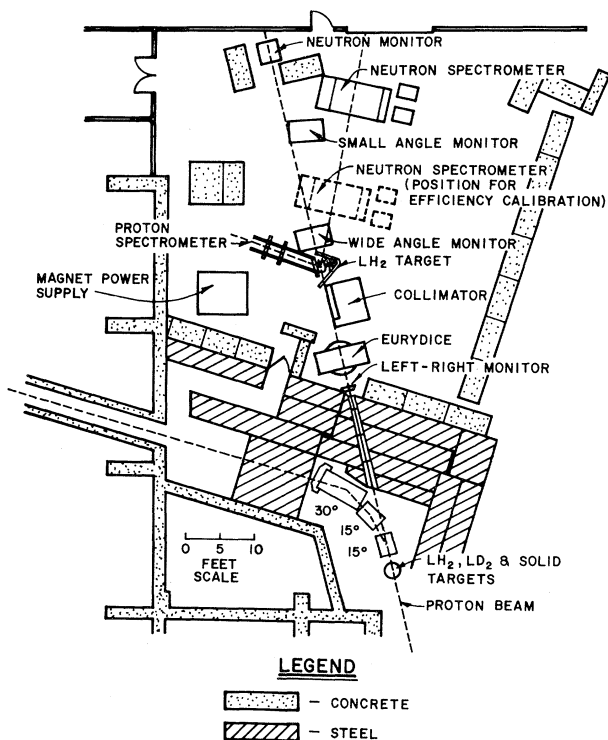 NEUTRON MONITOR
NEUTRON SPECTROMETER
SMALL ANGLE MONITOR
NEUTRON SPECTROMETER
(POSITION FOR
EFFICIENCY CALIBRATION)
PROTON
SPECTROMETER
WIDE ANGLE MONITOR
LH₂ TARGET
MAGNET POWER
SUPPLY
COLLIMATOR
EURYDICE
LEFT-RIGHT MONITOR
30°
15°
15°
0 5 10
FEET
SCALE
LH₂, LD₂ & SOLID
TARGETS
PROTON BEAM
LEGEND
- CONCRETE
- STEEL